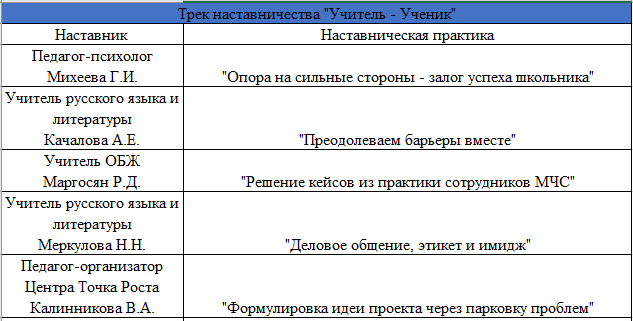 Трек наставничества "Учитель - Ученик"
Наставник
Наставническая практика
Педагог-психолог
Михеева Г.И.
"Опора на сильные стороны - залог успеха школьника"
Учитель русского языка и
литературы
Качалова А.Е.
"Преодолеваем барьеры вместе"
Учитель ОБЖ
Маргосян Р.Д.
"Решение кейсов из практики сотрудников МЧС"
Учитель русского языка и
литературы
Меркулова Н.Н.
"Деловое общение, этикет и имидж"
Педагог-организатор
Центра Точка Роста
Калинникова В.А.
"Формулировка идеи проекта через парковку проблем"